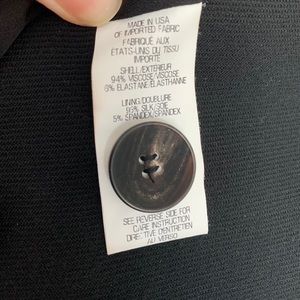 MADE IN USA
OF IMPORTED FABRIC
FABRIQUÉ AUX
ÉTATS-UNIS DU TISSU
IMPORTÉ
SHELL/EXTÉRIEUR
94% VISCOSE/VISCOSE
6% ELASTANE/ELASTHANNE
LINING/DOUBLURE
95% SILK/SOIE
5% SPANDEX/SPANDEX
SEE REVERSE SIDE FOR
CARE INSTRUCTION
DIRECTIVE D'ENTRETIEN
AU VERSO